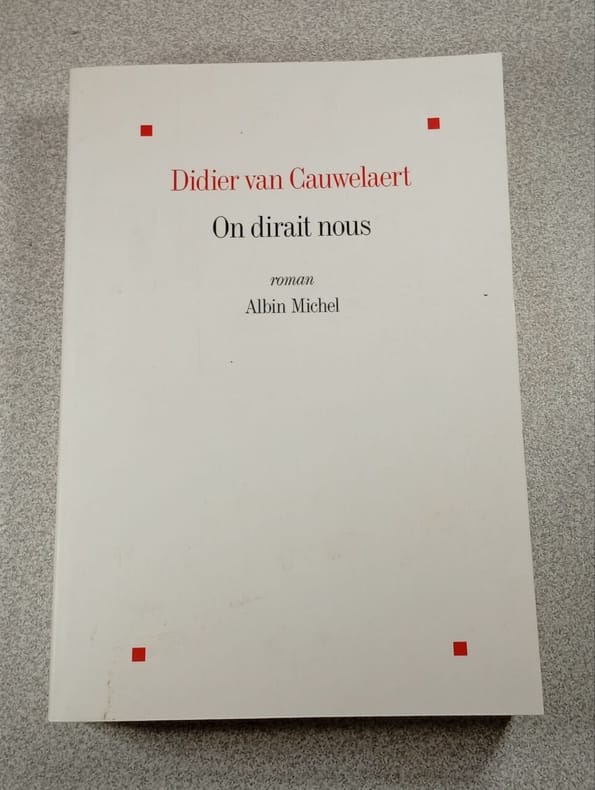 Didier van Cauwelaert
On dirait nous
roman
Albin Michel